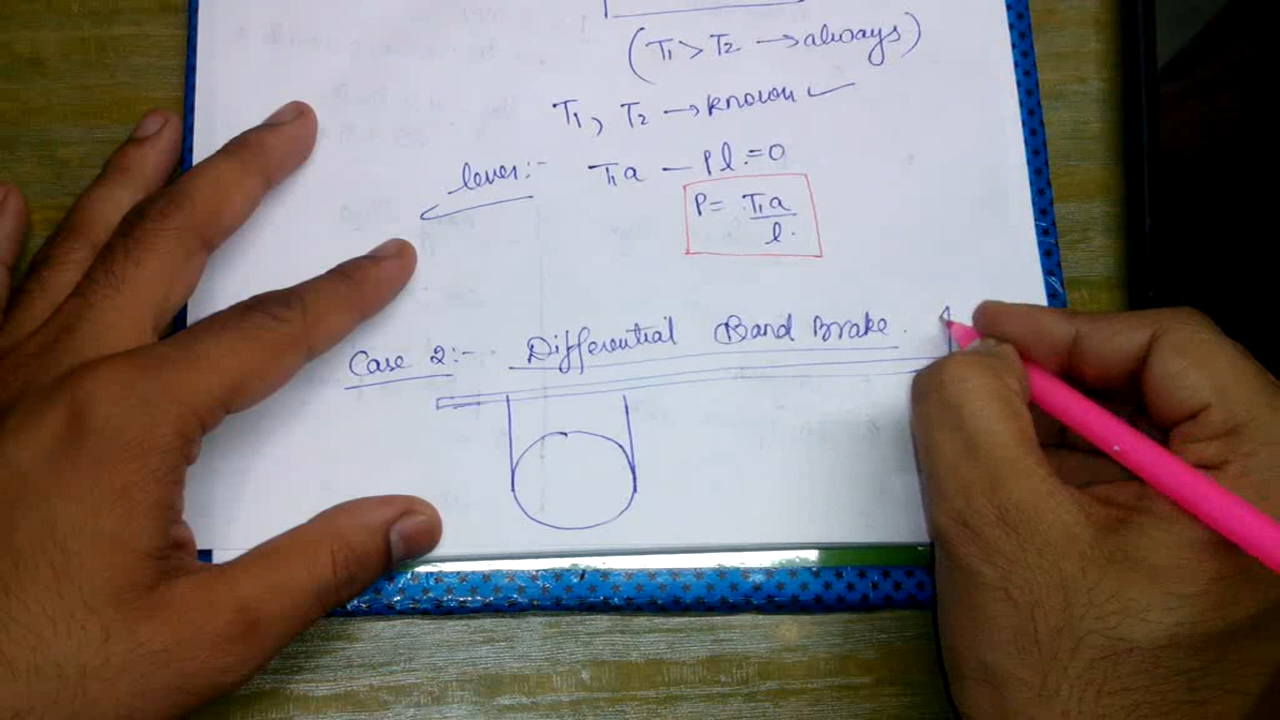 (T₁ > T₂ → always)
T₁, T₂ → known ✓
lever:- T₁a - Pl = 0
P = T₁a / l
Case 2:- Differential Band Brake.